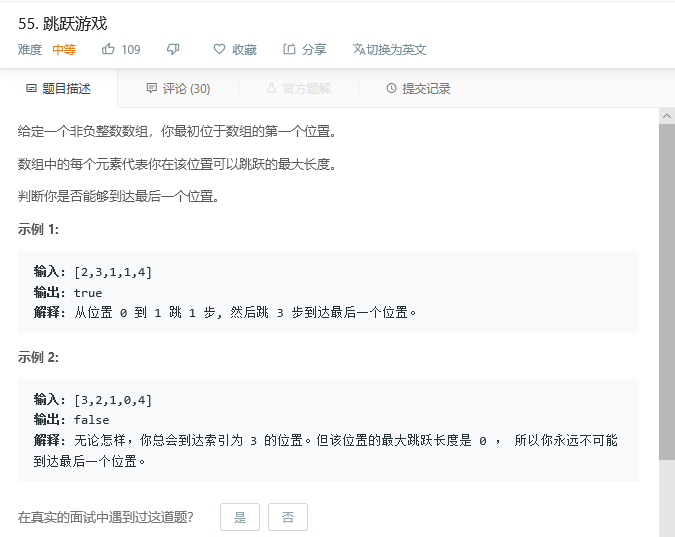 55. 跳跃游戏
难度 中等 109 收藏 分享 切换为英文
题目描述 评论 (30) 官方题解 提交记录
给定一个非负整数数组，你最初位于数组的第一个位置。
数组中的每个元素代表你在该位置可以跳跃的最大长度。
判断你是否能够到达最后一个位置。
示例 1:
输入: [2,3,1,1,4]
输出: true
解释: 从位置 0 到 1 跳 1 步, 然后跳 3 步到达最后一个位置。
示例 2:
输入: [3,2,1,0,4]
输出: false
解释: 无论怎样，你总会到达索引为 3 的位置。但该位置的最大跳跃长度是 0 ， 所以你永远不可能
到达最后一个位置。
在真实的面试中遇到过这道题? 是 否